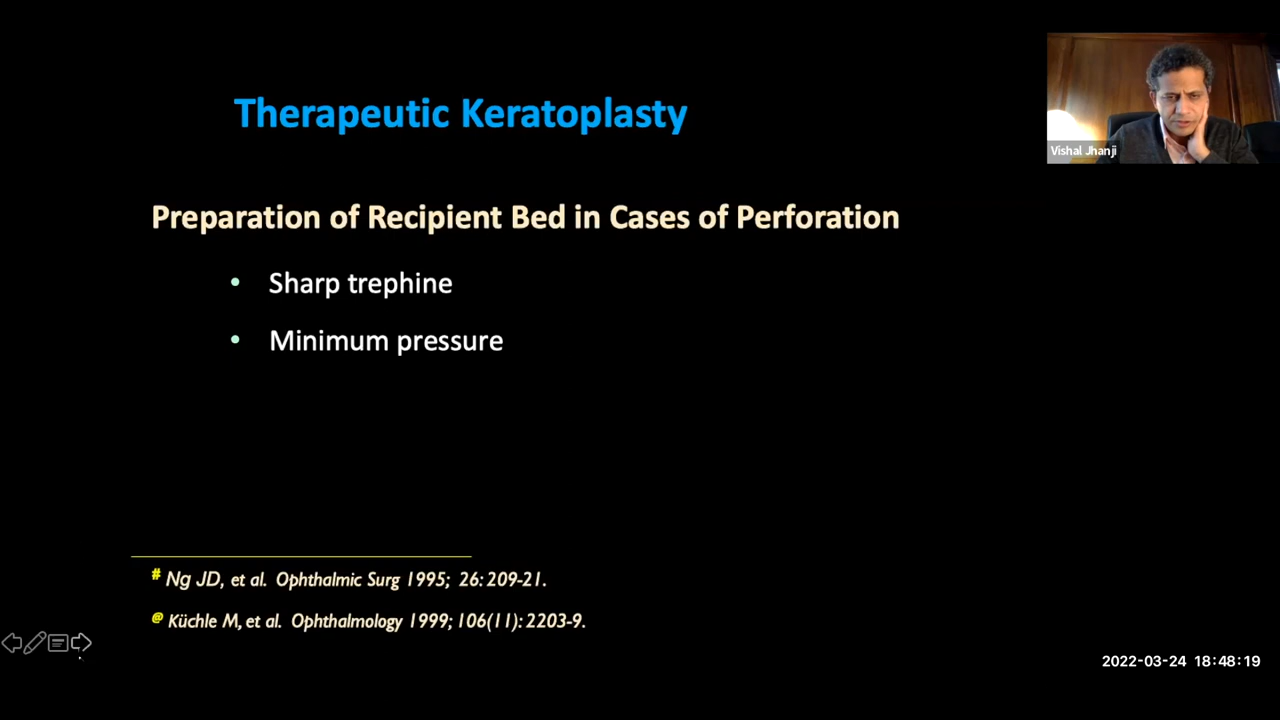 Therapeutic Keratoplasty
Vishal Jhanji
Preparation of Recipient Bed in Cases of Perforation
• Sharp trephine
• Minimum pressure
# Ng JD, et al. Ophthalmic Surg 1995; 26: 209-21.
@ Küchle M, et al. Ophthalmology 1999; 106(11): 2203-9.
2022-03-24 18:48:19